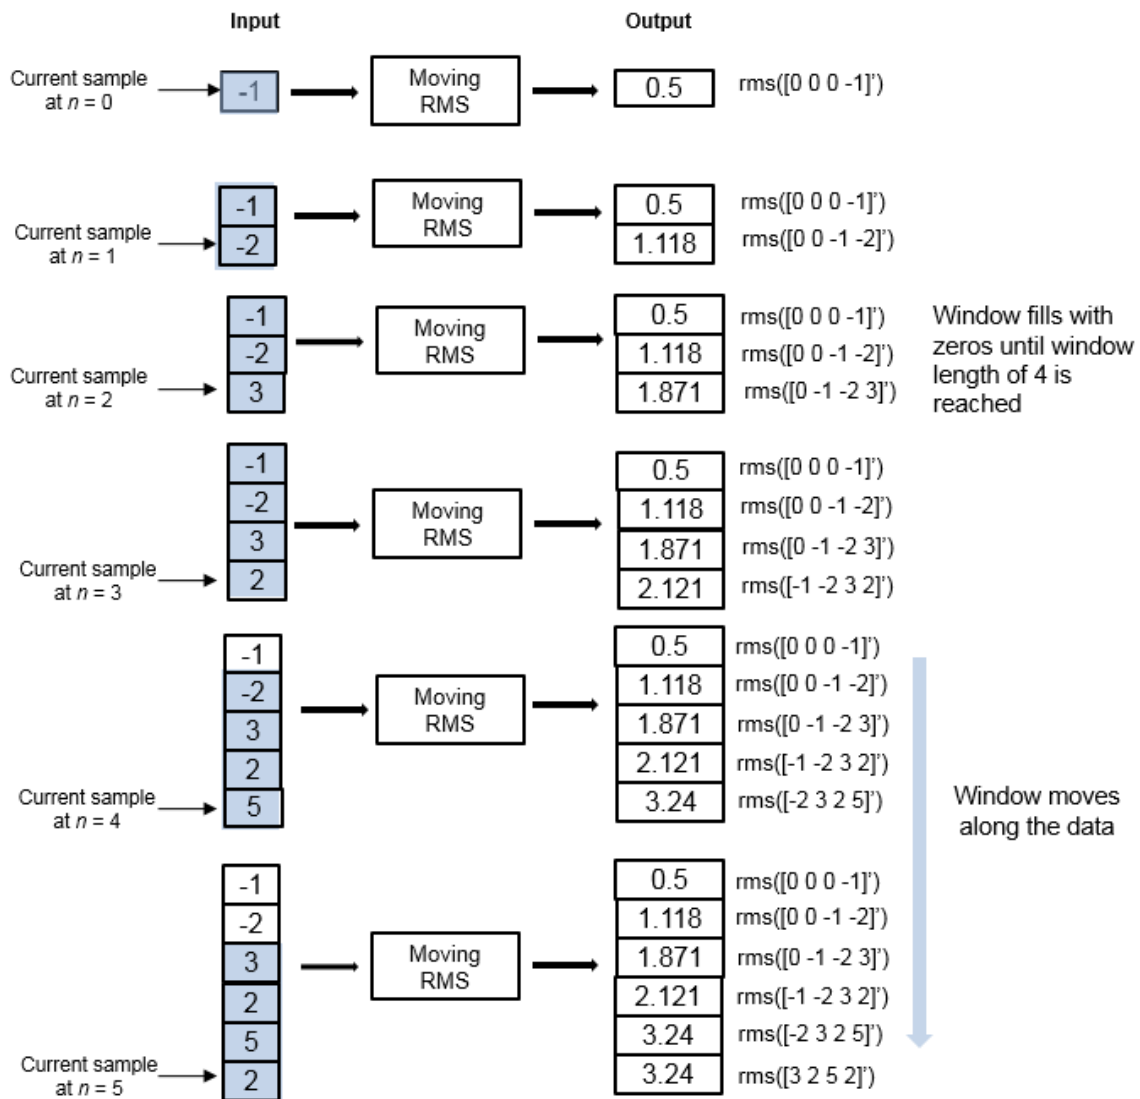 Input
Output
Current sample
at n = 0
-1
Moving
RMS
0.5
rms([0 0 0 -1]')
Current sample
at n = 1
-1
-2
Moving
RMS
0.5
rms([0 0 0 -1]')
1.118
rms([0 0 -1 -2]')
Current sample
at n = 2
-1
-2
3
Moving
RMS
0.5
rms([0 0 0 -1]')
1.118
rms([0 0 -1 -2]')
1.871
rms([0 -1 -2 3]')
Window fills with
zeros until window
length of 4 is
reached
Current sample
at n = 3
-1
-2
3
2
Moving
RMS
0.5
rms([0 0 0 -1]')
1.118
rms([0 0 -1 -2]')
1.871
rms([0 -1 -2 3]')
2.121
rms([-1 -2 3 2]')
Current sample
at n = 4
-1
-2
3
2
5
Moving
RMS
0.5
rms([0 0 0 -1]')
1.118
rms([0 0 -1 -2]')
1.871
rms([0 -1 -2 3]')
2.121
rms([-1 -2 3 2]')
3.24
rms([-2 3 2 5]')
Window moves
along the data
Current sample
at n = 5
-1
-2
3
2
5
2
Moving
RMS
0.5
rms([0 0 0 -1]')
1.118
rms([0 0 -1 -2]')
1.871
rms([0 -1 -2 3]')
2.121
rms([-1 -2 3 2]')
3.24
rms([-2 3 2 5]')
3.24
rms([3 2 5 2]')